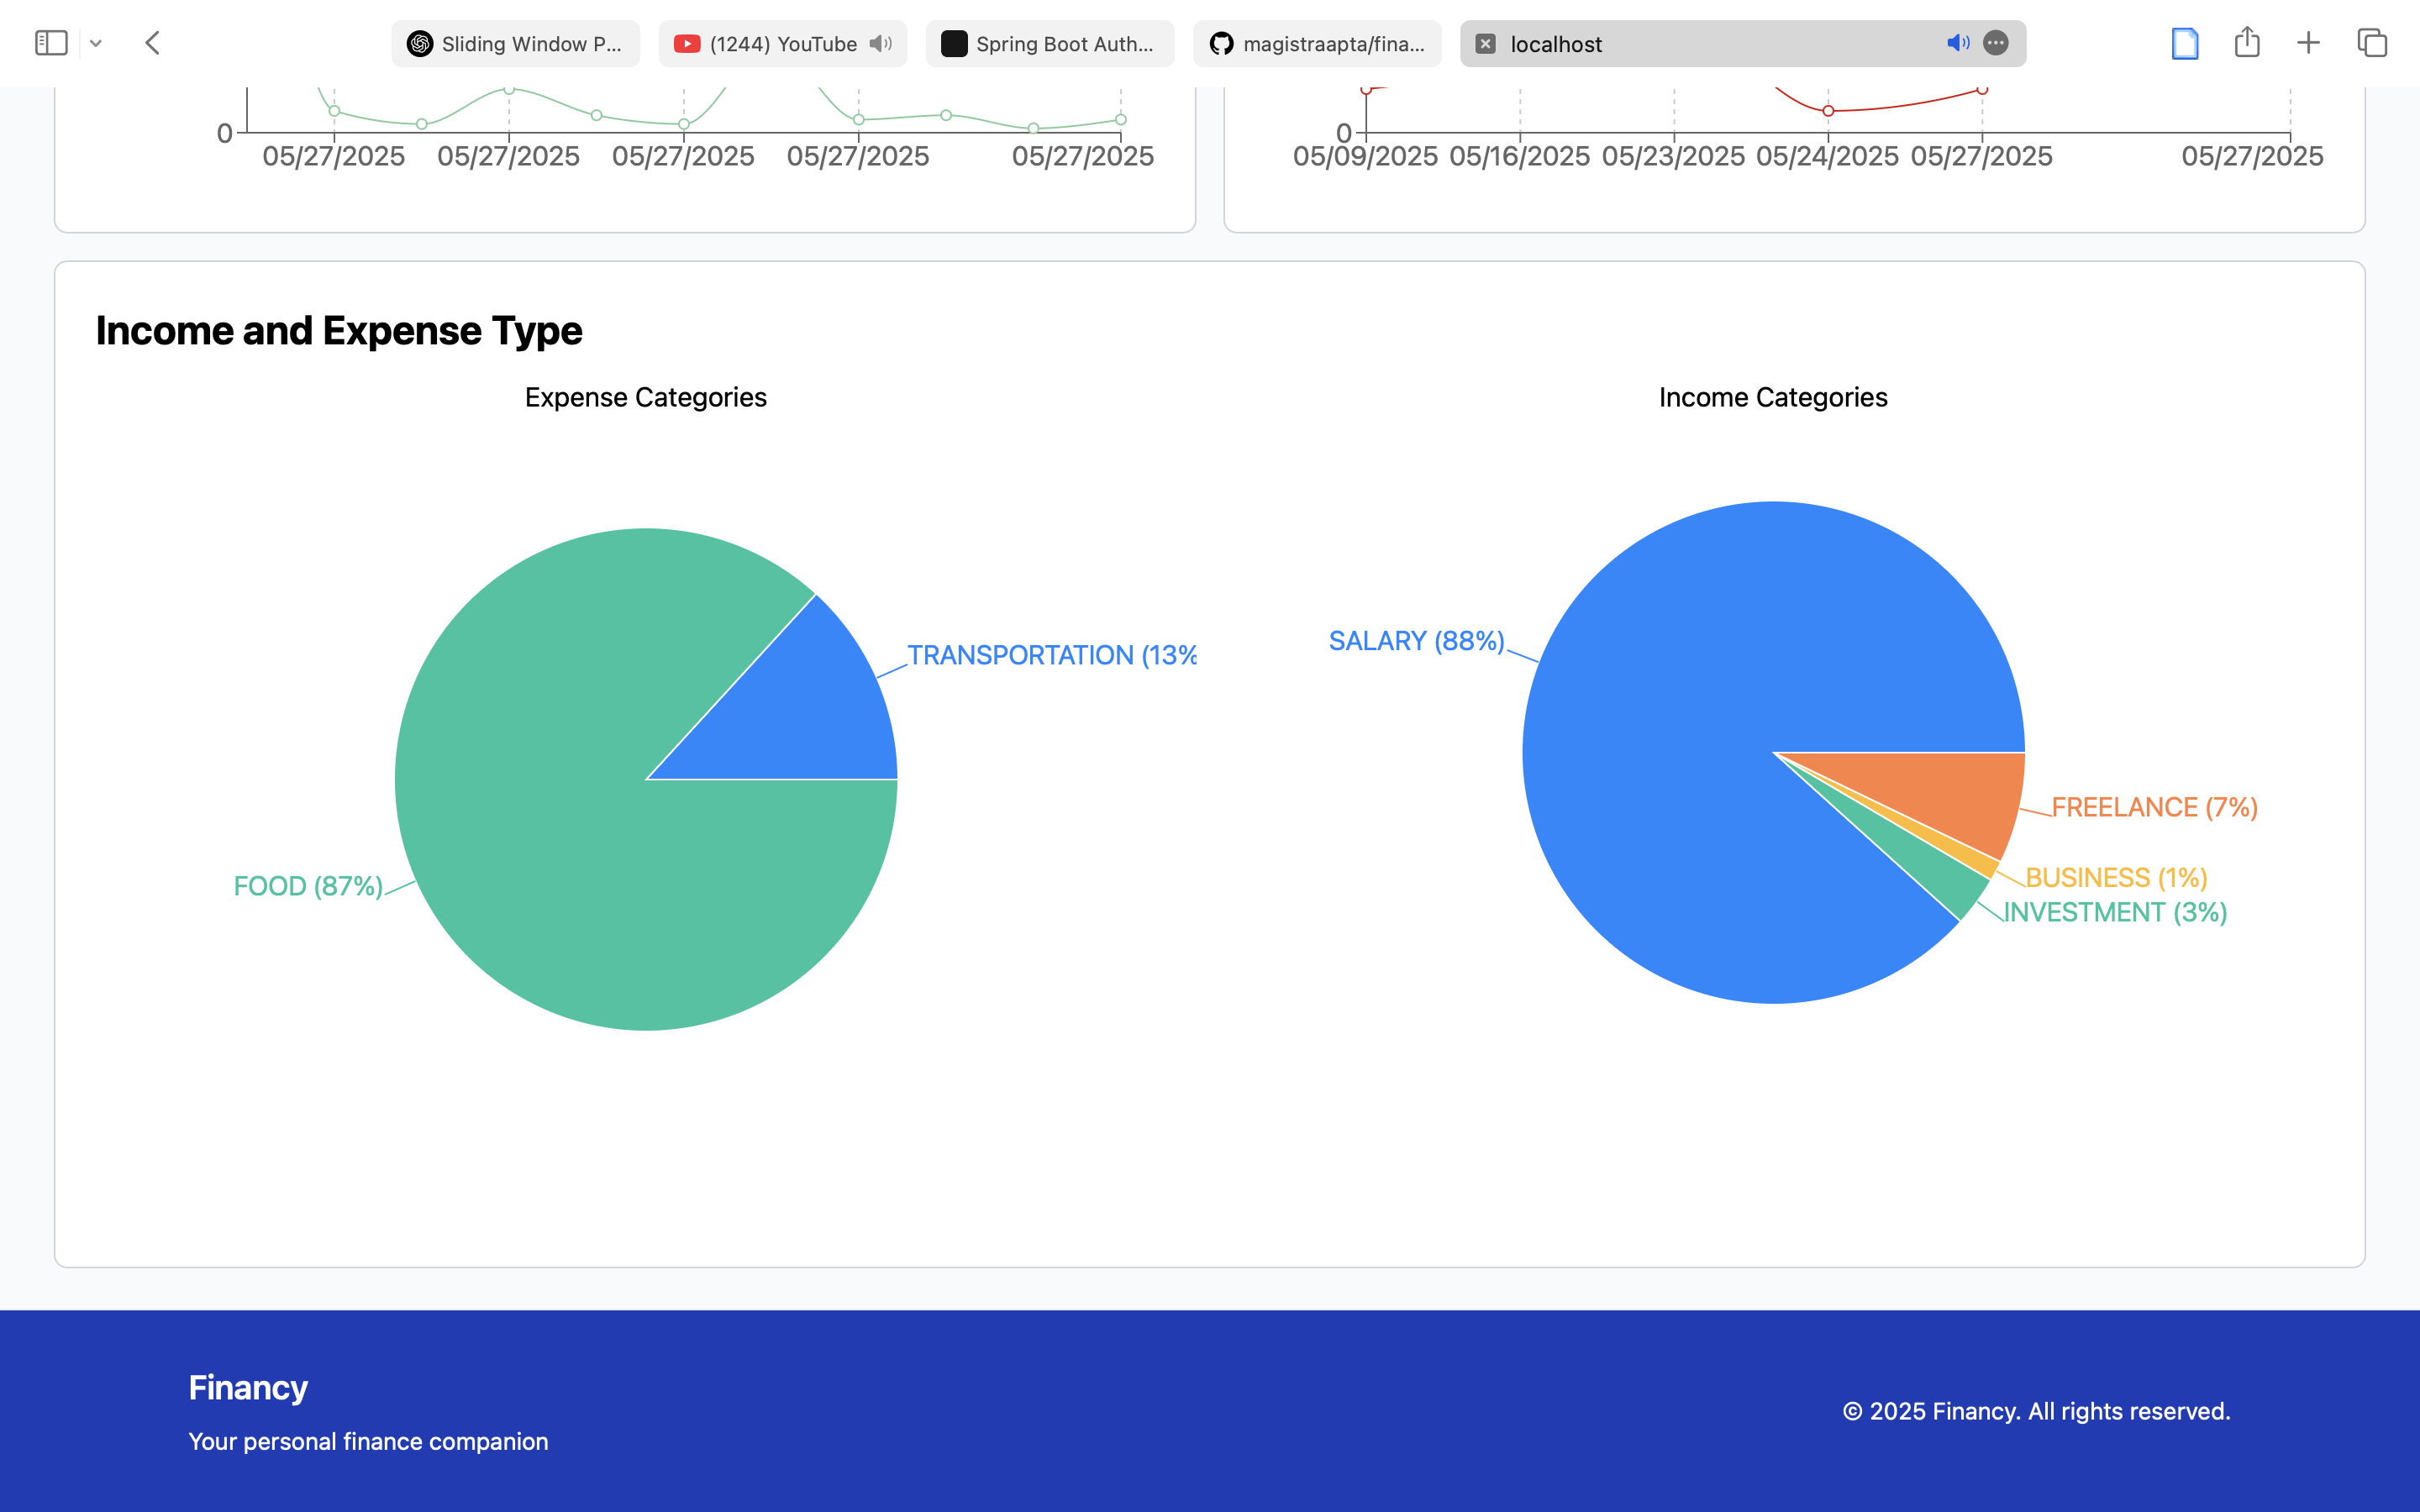 Sliding Window P...
(1244) YouTube
Spring Boot Auth...
magistraapta/fina...
localhost
0
05/27/2025 05/27/2025 05/27/2025 05/27/2025 05/27/2025
0
05/09/2025 05/16/2025 05/23/2025 05/24/2025 05/27/2025 05/27/2025
Income and Expense Type
Expense Categories
TRANSPORTATION (13%
FOOD (87%)
Income Categories
SALARY (88%)
FREELANCE (7%)
BUSINESS (1%)
INVESTMENT (3%)
Financy
Your personal finance companion
© 2025 Financy. All rights reserved.